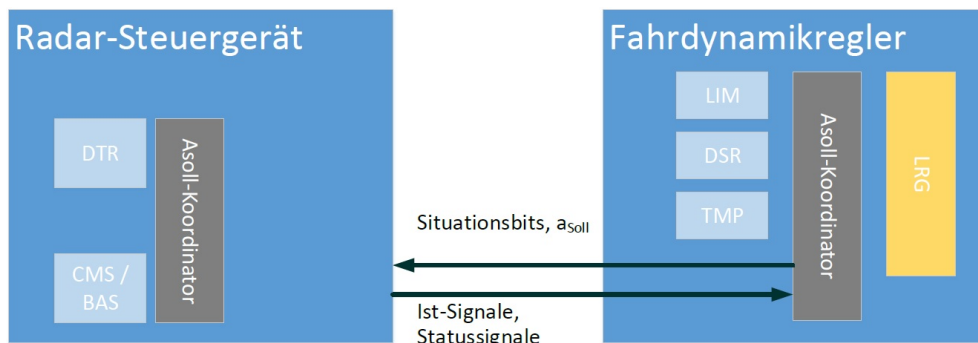 Radar-Steuergerät
DTR
CMS /
BAS
Asoll-Koordinator
Situationsbits, aSoll
Ist-Signale,
Statussignale
Fahrdynamikregler
LIM
DSR
TMP
Asoll-Koordinator
LRG